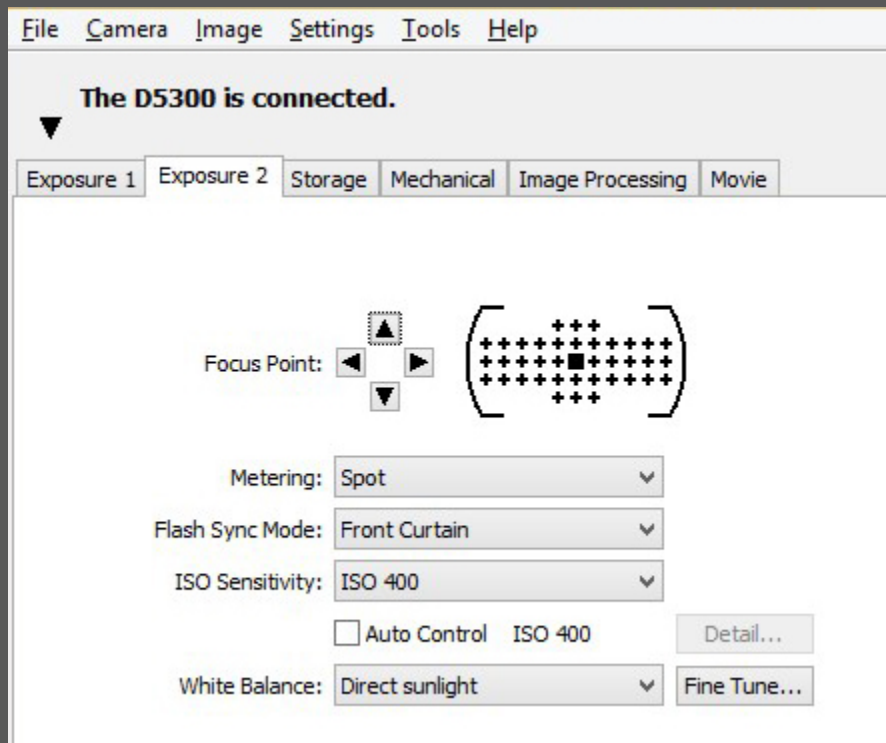 File Camera Image Settings Tools Help
The D5300 is connected.
Exposure 1 Exposure 2 Storage Mechanical Image Processing Movie
Focus Point:
Metering: Spot
Flash Sync Mode: Front Curtain
ISO Sensitivity: ISO 400
Auto Control ISO 400 Detail...
White Balance: Direct sunlight Fine Tune...